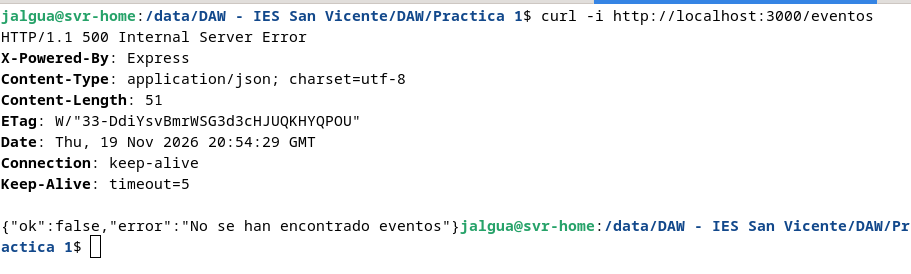 jalgua@svr-home:/data/DAW - IES San Vicente/DAW/Practica 1$ curl -i http://localhost:3000/eventos
HTTP/1.1 500 Internal Server Error
X-Powered-By: Express
Content-Type: application/json; charset=utf-8
Content-Length: 51
ETag: W/"33-DdiYsvBmrWSG3d3cHJUQKHYQPOU"
Date: Thu, 19 Nov 2026 20:54:29 GMT
Connection: keep-alive
Keep-Alive: timeout=5

{"ok":false,"error":"No se han encontrado eventos"}jalgua@svr-home:/data/DAW - IES San Vicente/DAW/Pr
actica 1$